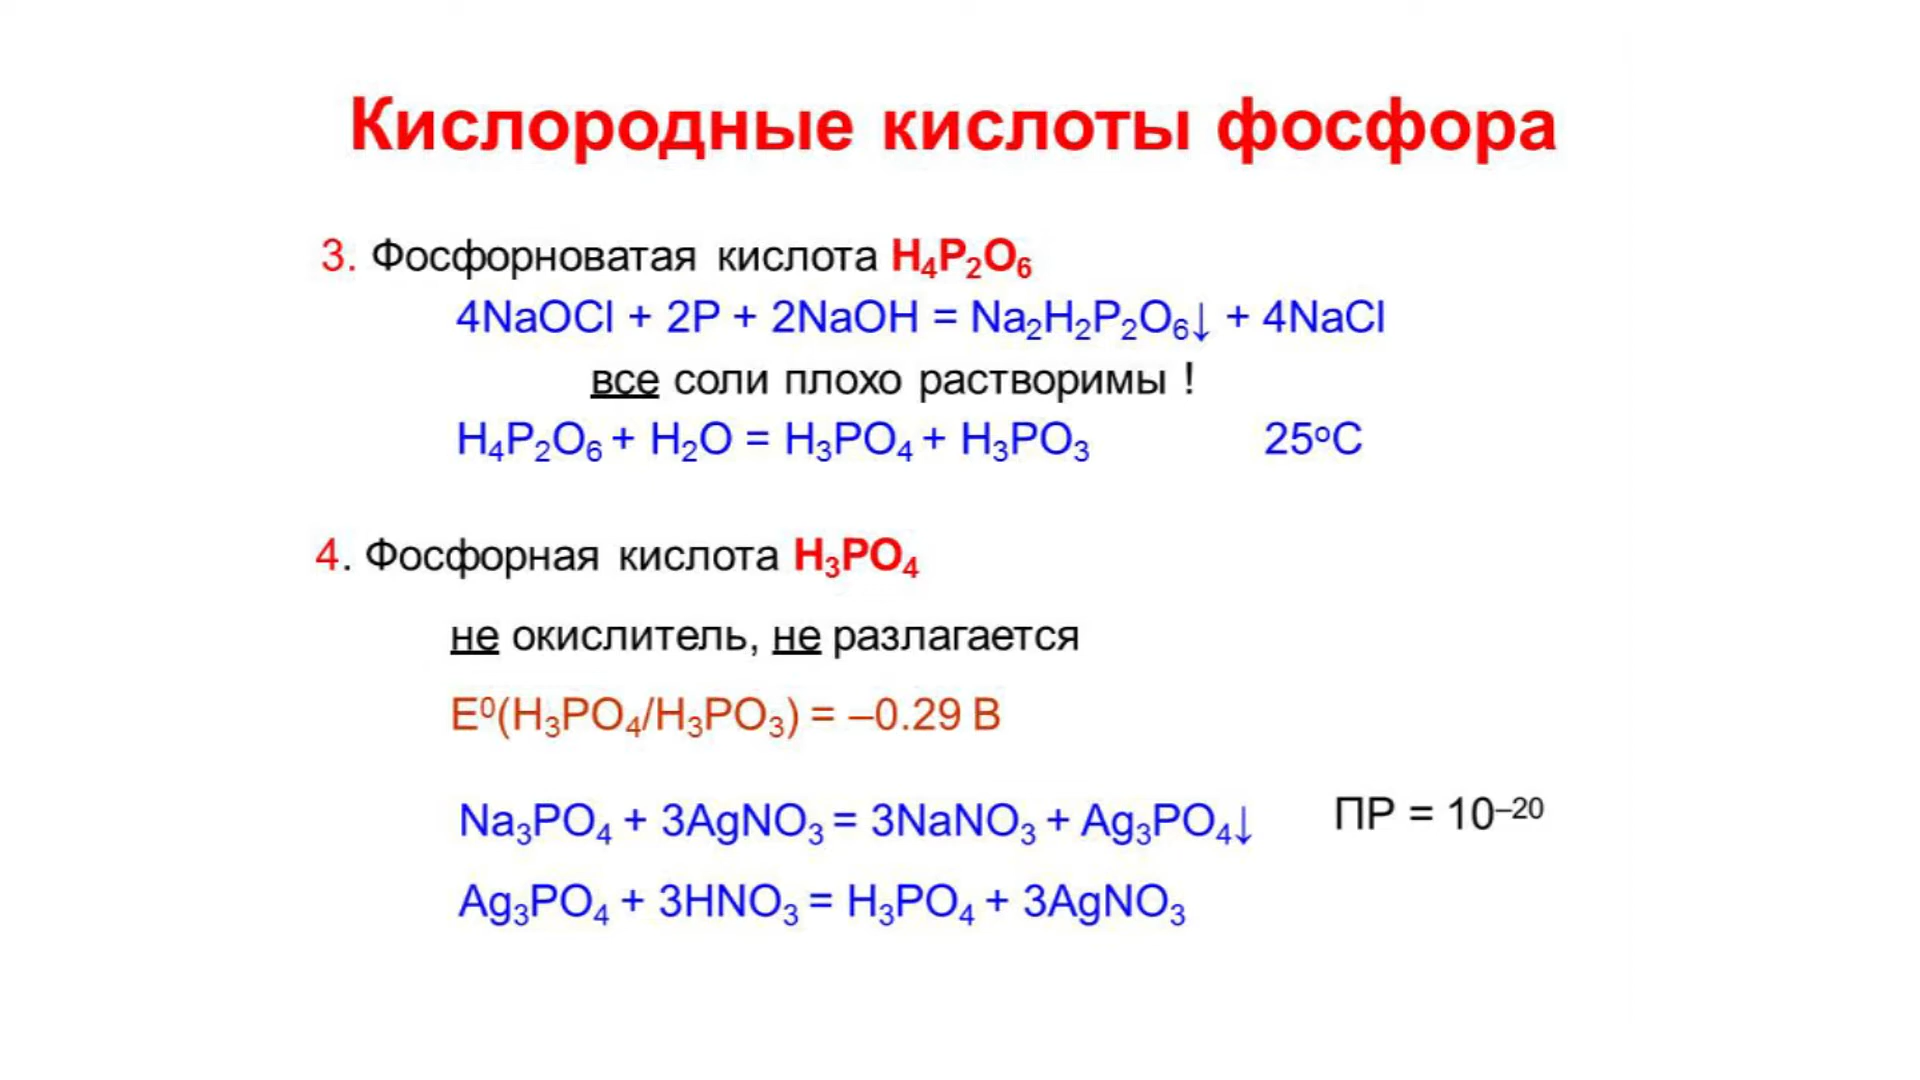 Кислородные кислоты фосфора
3. Фосфорноватая кислота H₄P₂O₆
4NaOCl + 2P + 2NaOH = Na₂H₂P₂O₆↓ + 4NaCl
все соли плохо растворимы !
H₄P₂O₆ + H₂O = H₃PO₄ + H₃PO₃ 25ºC
4. Фосфорная кислота H₃PO₄
не окислитель, не разлагается
E⁰(H₃PO₄/H₃PO₃) = –0.29 В
Na₃PO₄ + 3AgNO₃ = 3NaNO₃ + Ag₃PO₄↓ ПР = 10⁻²⁰
Ag₃PO₄ + 3HNO₃ = H₃PO₄ + 3AgNO₃